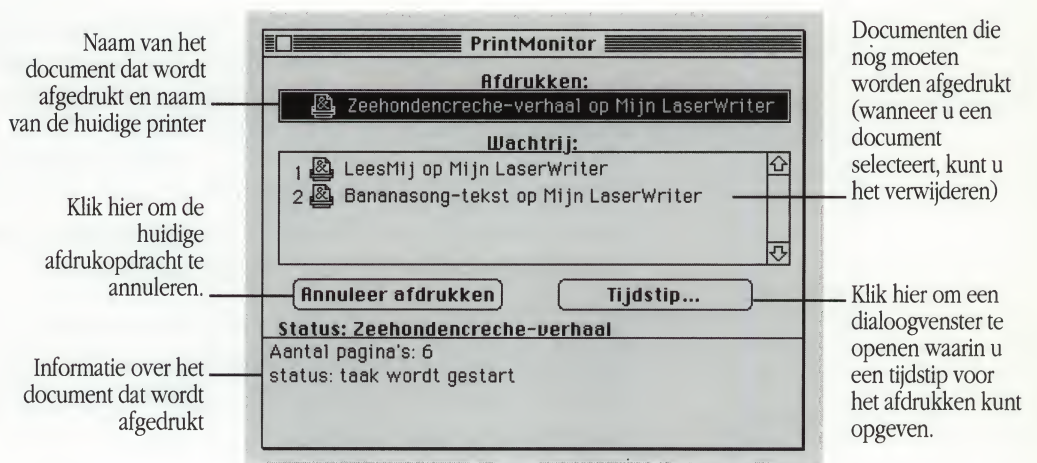 Naam van het
document dat wordt
afgedrukt en naam
van de huidige printer
Klik hier om de
huidige
afdrukopdracht te
annuleren.
Informatie over het
document dat wordt
afgedrukt
PrintMonitor
Afdrukken:
Zeehondencreche-verhaal op Mijn LaserWriter
Wachtrij:
1 LeesMij op Mijn LaserWriter
2 Bananasong-tekst op Mijn LaserWriter
Annuleer afdrukken
Tijdstip...
Status: Zeehondencreche-verhaal
Aantal pagina's: 6
status: taak wordt gestart
Documenten die
nòg moeten
worden afgedrukt
(wanneer u een
document
selecteert, kunt u
het verwijderen)
Klik hier om een
dialoogvenster te
openen waarin u
een tijdstip voor
het afdrukken kunt
opgeven.